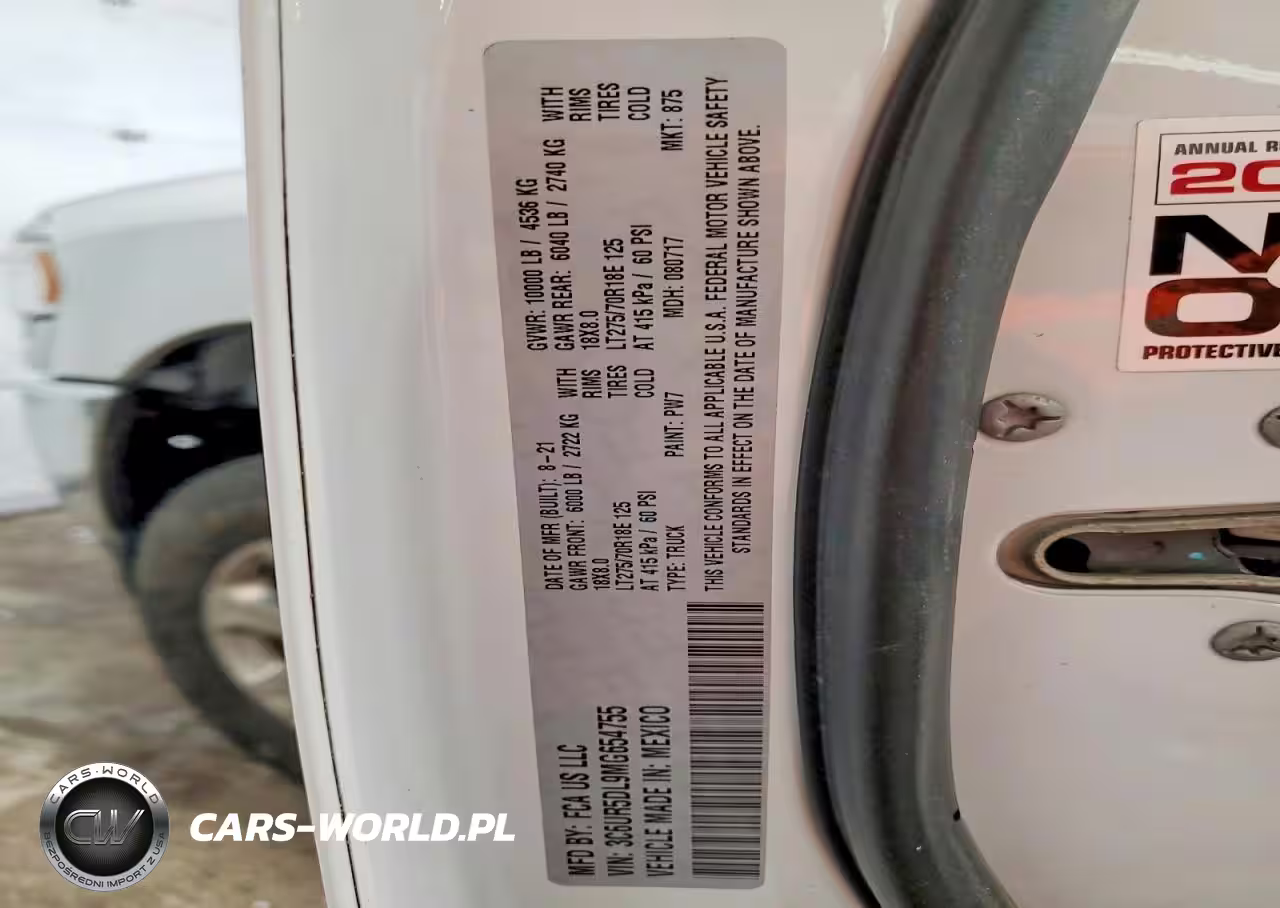 MFD BY: FCA US LLC
VIN: 3C6UR5DL9MG654755
VEHICLE MADE IN: MEXICO
DATE OF MFR (BUILT): 8-21
GVWR: 10000 LB / 4536 KG
GAWR FRONT: 6000 LB / 2722 KG WITH
GAWR REAR: 6040 LB / 2740 KG WITH
18X8.0 RIMS
18X8.0 RIMS
LT275/70R18E 125 TIRES
LT275/70R18E 125 TIRES
AT 415 kPa / 60 PSI COLD
AT 415 kPa / 60 PSI COLD
TYPE: TRUCK PAINT: PW7 MDH: 080717 MKT: 875
THIS VEHICLE CONFORMS TO ALL APPLICABLE U.S.A. FEDERAL MOTOR VEHICLE SAFETY
STANDARDS IN EFFECT ON THE DATE OF MANUFACTURE SHOWN ABOVE.
ANNUAL R
20
N
O
PROTECTIVE
CARS-WORLD
CW
BEZPOŚREDNI IMPORT Z USA
CARS-WORLD.PL